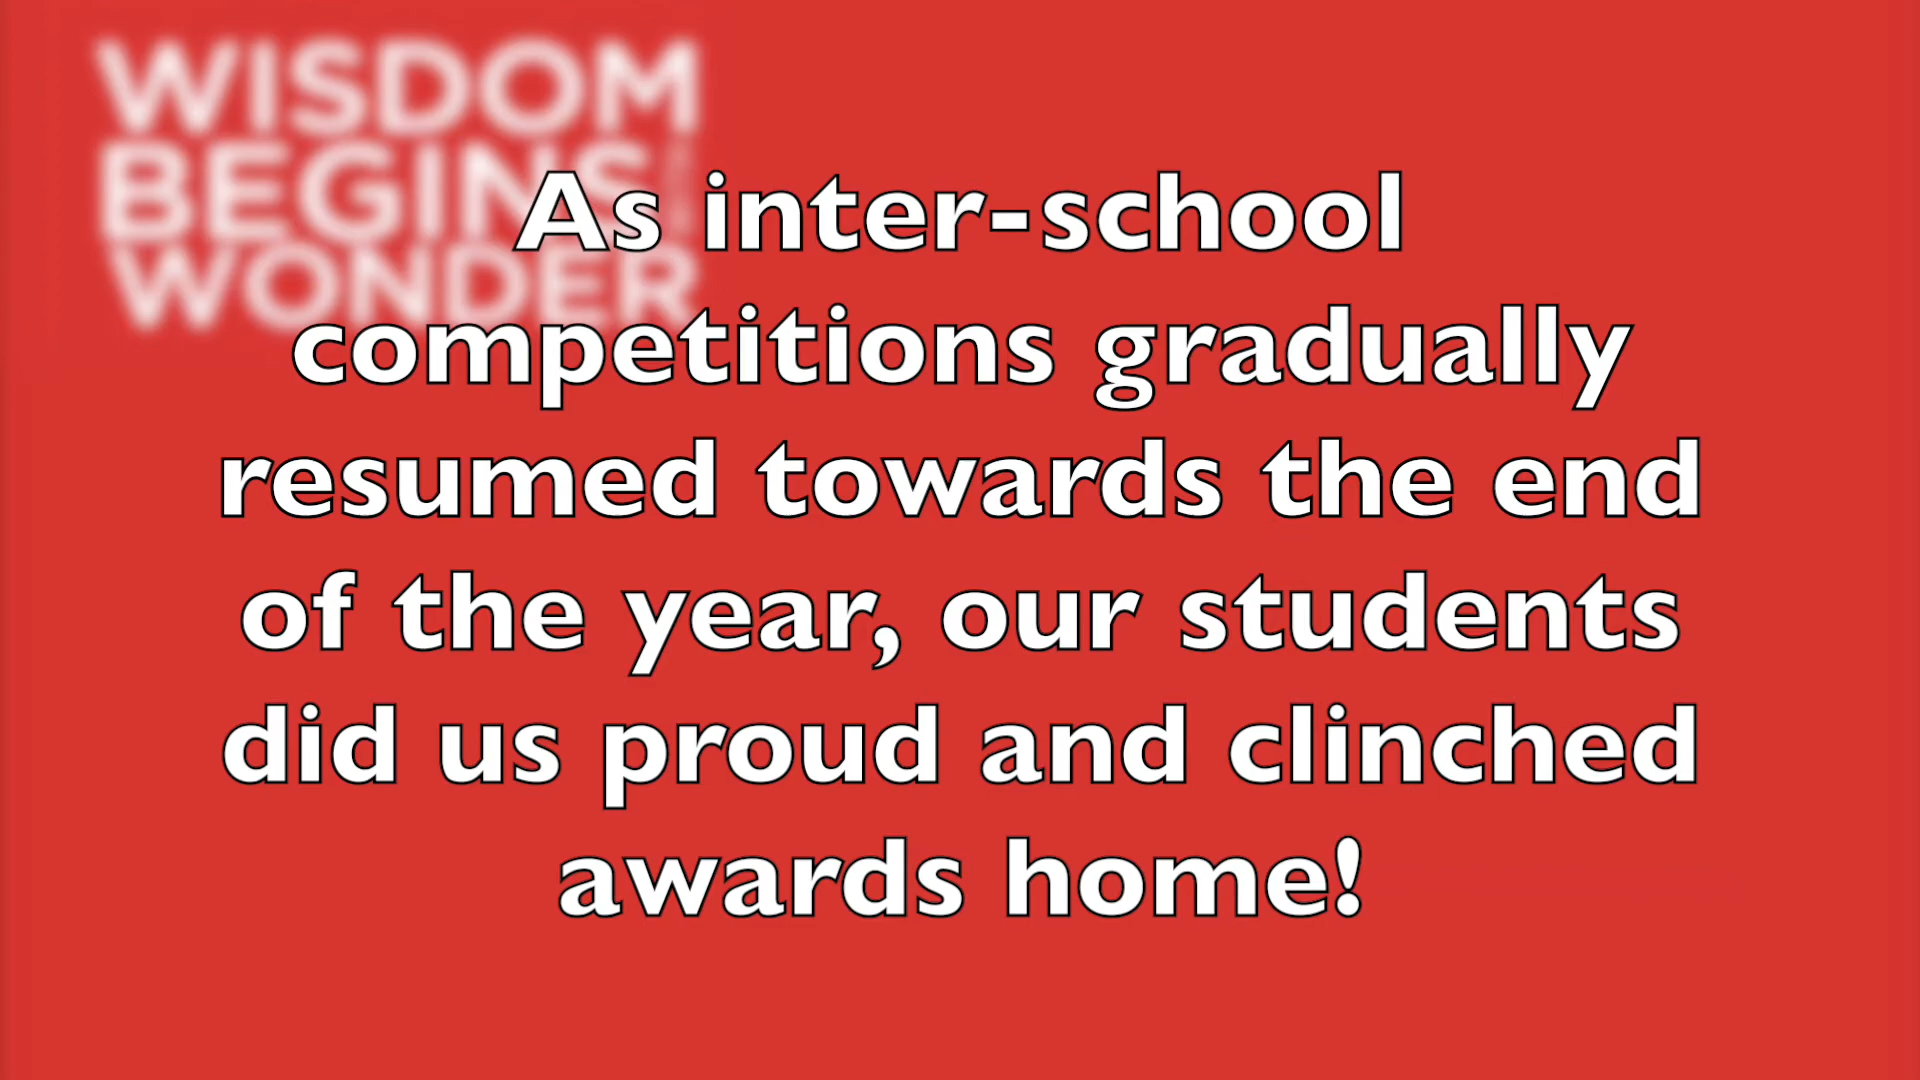 WISDOM
BEGINS
WONDER
As inter-school
competitions gradually
resumed towards the end
of the year, our students
did us proud and clinched
awards home!